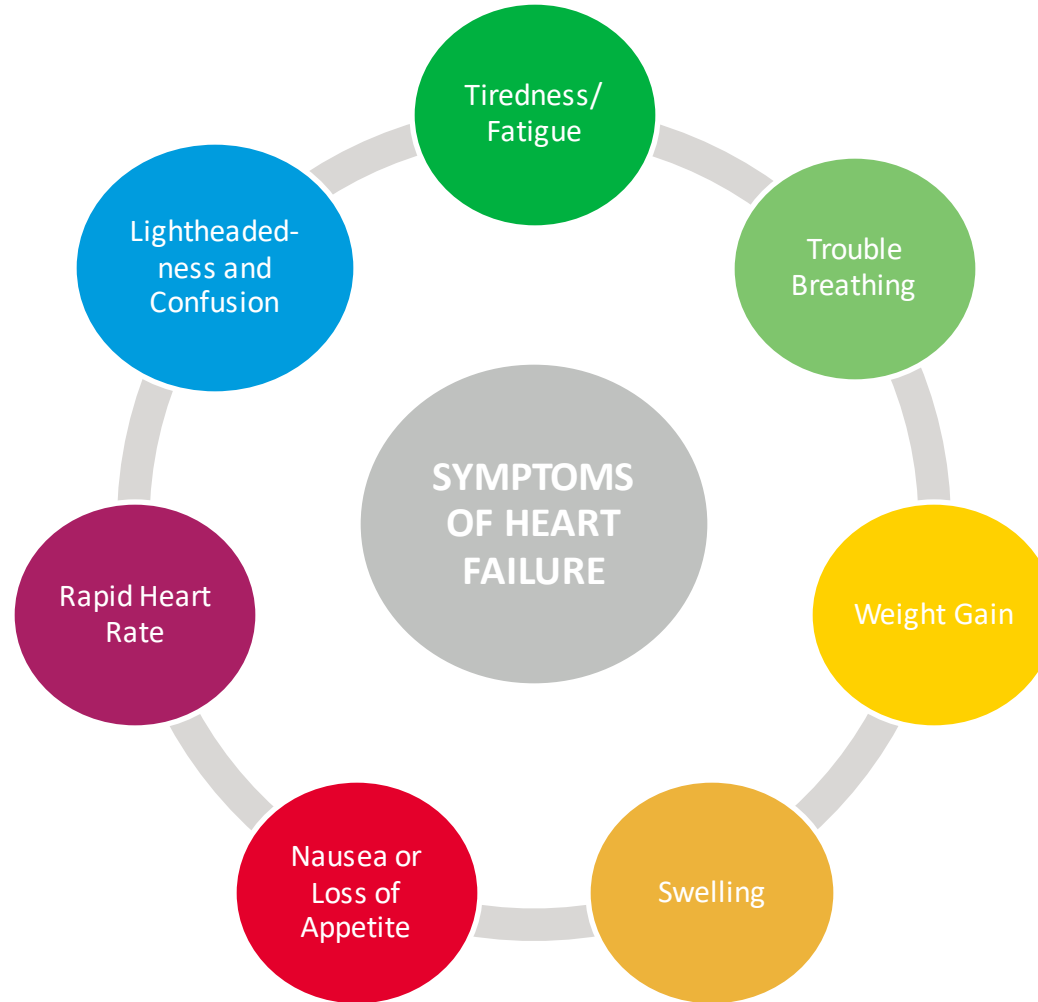 Tiredness/
Fatigue
Trouble
Breathing
Weight Gain
Swelling
Nausea or
Loss of
Appetite
Rapid Heart
Rate
Lightheaded-
ness and
Confusion
SYMPTOMS
OF HEART
FAILURE